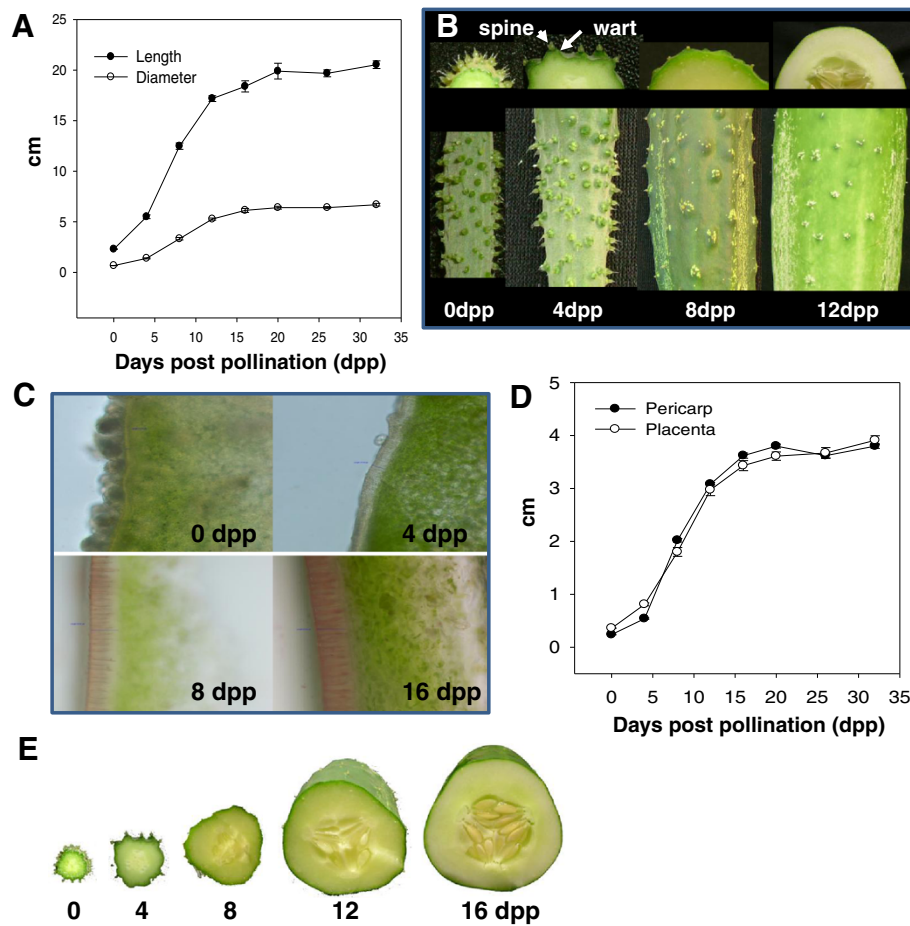 A
25
20
15
10
5
0
cm
Length
Diameter
0 5 10 15 20 25 30 35
Days post pollination (dpp)
B
spine wart
0dpp 4dpp 8dpp 12dpp
C
0 dpp 4 dpp
8 dpp 16 dpp
D
5
4
3
2
1
0
cm
Pericarp
Placenta
0 5 10 15 20 25 30 35
Days post pollination (dpp)
E
0 4 8 12 16 dpp